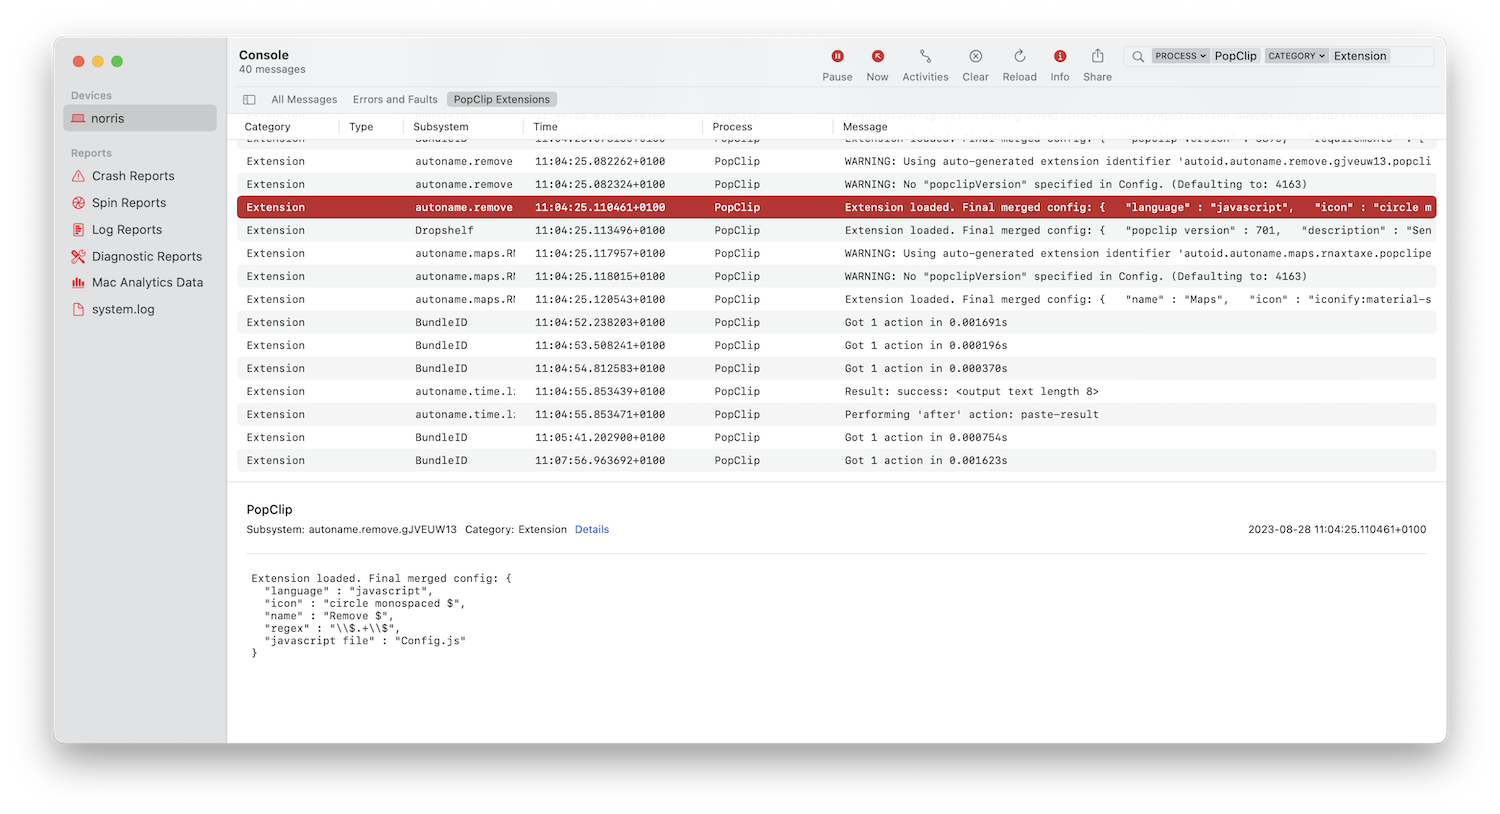 Console
40 messages
Pause Now Activities Clear Reload Info Share
PROCESS PopClip CATEGORY Extension
Devices
norris
Reports
Crash Reports
Spin Reports
Log Reports
Diagnostic Reports
Mac Analytics Data
system.log
All Messages Errors and Faults PopClip Extensions
Category Type Subsystem Time Process Message
Extension autoname.remove 11:04:25.082262+0100 PopClip WARNING: Using auto-generated extension identifier 'autoid.autoname.remove.gjveuw13.popcli
Extension autoname.remove 11:04:25.082324+0100 PopClip WARNING: No "popclipVersion" specified in Config. (Defaulting to: 4163)
Extension autoname.remove 11:04:25.110461+0100 PopClip Extension loaded. Final merged config: { "language" : "javascript", "icon" : "circle m
Extension Dropshelf 11:04:25.113496+0100 PopClip Extension loaded. Final merged config: { "popclip version" : 701, "description" : "Sen
Extension autoname.maps.RN 11:04:25.117957+0100 PopClip WARNING: Using auto-generated extension identifier 'autoid.autoname.maps.rnaxtaxe.popclipe
Extension autoname.maps.RN 11:04:25.118015+0100 PopClip WARNING: No "popclipVersion" specified in Config. (Defaulting to: 4163)
Extension autoname.maps.RN 11:04:25.120543+0100 PopClip Extension loaded. Final merged config: { "name" : "Maps", "icon" : "iconify:material-s
Extension BundleID 11:04:52.238203+0100 PopClip Got 1 action in 0.001691s
Extension BundleID 11:04:53.508241+0100 PopClip Got 1 action in 0.000196s
Extension BundleID 11:04:54.812583+0100 PopClip Got 1 action in 0.000370s
Extension autoname.time.l 11:04:55.853439+0100 PopClip Result: success: <output text length 8>
Extension autoname.time.l 11:04:55.853471+0100 PopClip Performing 'after' action: paste-result
Extension BundleID 11:05:41.202900+0100 PopClip Got 1 action in 0.000754s
Extension BundleID 11:07:56.963692+0100 PopClip Got 1 action in 0.001623s
PopClip
Subsystem: autoname.remove.gJVEUW13 Category: Extension Details 2023-08-28 11:04:25.110461+0100
Extension loaded. Final merged config: {
"language" : "javascript",
"icon" : "circle monospaced $",
"name" : "Remove $",
"regex" : "\\$.+\\$",
"javascript file" : "Config.js"
}